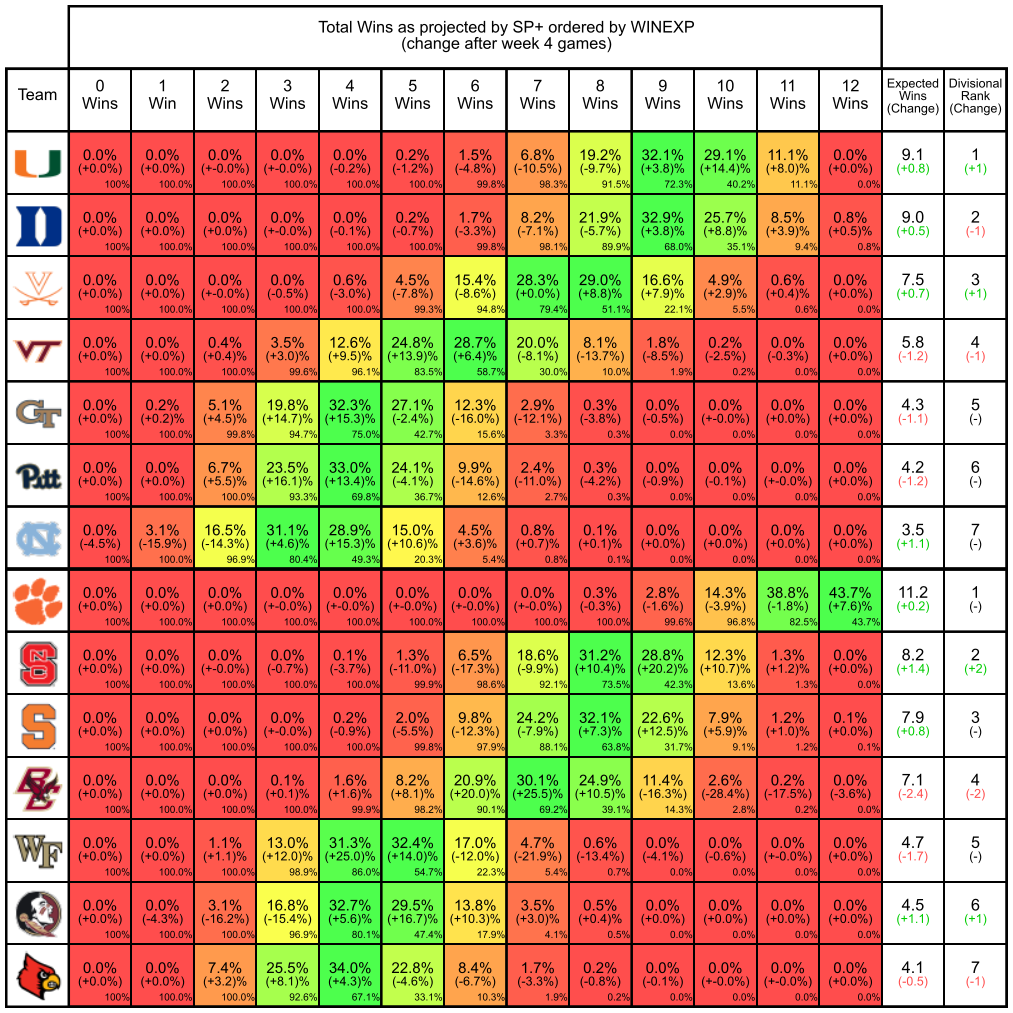 Total Wins as projected by SP+ ordered by WINEXP
(change after week 4 games)
Team 0 Wins 1 Win 2 Wins 3 Wins 4 Wins 5 Wins 6 Wins 7 Wins 8 Wins 9 Wins 10 Wins 11 Wins 12 Wins Expected Wins (Change) Divisional Rank (Change)
U 0.0% 0.0% 0.0% 0.0% 0.0% 0.2% 1.5% 6.8% 19.2% 32.1% 29.1% 11.1% 0.0% 9.1 1
(+0.0%) (+0.0%) (+-0.0%) (+-0.0%) (-0.2%) (-1.2%) (-4.8%) (-10.5%) (-9.7%) (+3.8)% (+14.4)% (+8.0)% (+0.0%) (+0.8) (+1)
100% 100.0% 100.0% 100.0% 100.0% 100.0% 99.8% 98.3% 91.5% 72.3% 40.2% 11.1% 0.0%
D 0.0% 0.0% 0.0% 0.0% 0.0% 0.2% 1.7% 8.2% 21.9% 32.9% 25.7% 8.5% 0.8% 9.0 2
(+0.0%) (+0.0%) (+0.0%) (+-0.0%) (-0.1%) (-0.7%) (-3.3%) (-7.1%) (-5.7%) (+3.8)% (+8.8)% (+3.9)% (+0.5)% (+0.5) (-1)
100% 100.0% 100.0% 100.0% 100.0% 100.0% 99.8% 98.1% 89.9% 68.0% 35.1% 9.4% 0.8%
V 0.0% 0.0% 0.0% 0.0% 0.6% 4.5% 15.4% 28.3% 29.0% 16.6% 4.9% 0.6% 0.0% 7.5 3
(+0.0%) (+0.0%) (+-0.0%) (-0.5%) (-3.0%) (-7.8%) (-8.6%) (+0.0)% (+8.8)% (+7.9)% (+2.9)% (+0.4)% (+0.0%) (+0.7) (+1)
100% 100.0% 100.0% 100.0% 100.0% 99.3% 94.8% 79.4% 51.1% 22.1% 5.5% 0.6% 0.0%
VT 0.0% 0.0% 0.4% 3.5% 12.6% 24.8% 28.7% 20.0% 8.1% 1.8% 0.2% 0.0% 0.0% 5.8 4
(+0.0%) (+0.0%) (+0.4)% (+3.0)% (+9.5)% (+13.9)% (+6.4)% (-8.1%) (-13.7%) (-8.5%) (-2.5%) (-0.3%) (+0.0%) (-1.2) (-1)
100% 100.0% 100.0% 99.6% 96.1% 83.5% 58.7% 30.0% 10.0% 1.9% 0.2% 0.0% 0.0%
GT 0.0% 0.2% 5.1% 19.8% 32.3% 27.1% 12.3% 2.9% 0.3% 0.0% 0.0% 0.0% 0.0% 4.3 5
(+0.0%) (+0.2)% (+4.5)% (+14.7)% (+15.3)% (-2.4%) (-16.0%) (-12.1%) (-3.8%) (-0.5%) (+-0.0%) (+0.0%) (+0.0%) (-1.1) (-)
100% 100.0% 99.8% 94.7% 75.0% 42.7% 15.6% 3.3% 0.3% 0.0% 0.0% 0.0% 0.0%
Pitt 0.0% 0.0% 6.7% 23.5% 33.0% 24.1% 9.9% 2.4% 0.3% 0.0% 0.0% 0.0% 0.0% 4.2 6
(+0.0%) (+0.0%) (+5.5)% (+16.1)% (+13.4)% (-4.1%) (-14.6%) (-11.0%) (-4.2%) (-0.9%) (-0.1%) (+-0.0%) (+0.0%) (-1.2) (-)
100% 100.0% 100.0% 93.3% 69.8% 36.7% 12.6% 2.7% 0.3% 0.0% 0.0% 0.0% 0.0%
NC 0.0% 3.1% 16.5% 31.1% 28.9% 15.0% 4.5% 0.8% 0.1% 0.0% 0.0% 0.0% 0.0% 3.5 7
(-4.5%) (-15.9%) (-14.3%) (+4.6)% (+15.3)% (+10.6)% (+3.6)% (+0.7)% (+0.1)% (+0.0%) (+0.0%) (+0.0%) (+0.0%) (+1.1) (-)
100% 100.0% 96.9% 80.4% 49.3% 20.3% 5.4% 0.8% 0.1% 0.0% 0.0% 0.0% 0.0%
0.0% 0.0% 0.0% 0.0% 0.0% 0.0% 0.0% 0.0% 0.3% 2.8% 14.3% 38.8% 43.7% 11.2 1
(+0.0%) (+0.0%) (+0.0%) (+-0.0%) (+-0.0%) (+-0.0%) (+-0.0%) (+-0.0%) (-0.3%) (-1.6%) (-3.9%) (-1.8%) (+7.6)% (+0.2) (-)
100% 100.0% 100.0% 100.0% 100.0% 100.0% 100.0% 100.0% 100.0% 99.6% 96.8% 82.5% 43.7%
NCS 0.0% 0.0% 0.0% 0.0% 0.1% 1.3% 6.5% 18.6% 31.2% 28.8% 12.3% 1.3% 0.0% 8.2 2
(+0.0%) (+0.0%) (+-0.0%) (-0.7%) (-3.7%) (-11.0%) (-17.3%) (-9.9%) (+10.4)% (+20.2)% (+10.7)% (+1.2)% (+0.0%) (+1.4) (+2)
100% 100.0% 100.0% 100.0% 100.0% 99.9% 98.6% 92.1% 73.5% 42.3% 13.6% 1.3% 0.0%
S 0.0% 0.0% 0.0% 0.0% 0.2% 2.0% 9.8% 24.2% 32.1% 22.6% 7.9% 1.2% 0.1% 7.9 3
(+0.0%) (+0.0%) (+0.0%) (+-0.0%) (-0.9%) (-5.5%) (-12.3%) (-7.9%) (+7.3)% (+12.5)% (+5.9)% (+1.0)% (+0.1)% (+0.8) (-)
100% 100.0% 100.0% 100.0% 100.0% 99.8% 97.9% 88.1% 63.8% 31.7% 9.1% 1.2% 0.1%
BC 0.0% 0.0% 0.0% 0.1% 1.6% 8.2% 20.9% 30.1% 24.9% 11.4% 2.6% 0.2% 0.0% 7.1 4
(+0.0%) (+0.0%) (+0.0%) (+0.1)% (+1.6)% (+8.1)% (+20.0)% (+25.5)% (+10.5)% (-16.3%) (-28.4%) (-17.5%) (-3.6%) (-2.4) (-2)
100% 100.0% 100.0% 100.0% 99.9% 98.2% 90.1% 69.2% 39.1% 14.3% 2.8% 0.2% 0.0%
WF 0.0% 0.0% 1.1% 13.0% 31.3% 32.4% 17.0% 4.7% 0.6% 0.0% 0.0% 0.0% 0.0% 4.7 5
(+0.0%) (+0.0%) (+1.1)% (+12.0)% (+25.0)% (+14.0)% (-12.0%) (-21.9%) (-13.4%) (-4.1%) (-0.6%) (+-0.0%) (+0.0%) (-1.7) (-)
100% 100.0% 100.0% 98.9% 86.0% 54.7% 22.3% 5.4% 0.7% 0.0% 0.0% 0.0% 0.0%
0.0% 0.0% 3.1% 16.8% 32.7% 29.5% 13.8% 3.5% 0.5% 0.0% 0.0% 0.0% 0.0% 4.5 6
(+0.0%) (-4.3%) (-16.2%) (-15.4%) (+5.6)% (+16.7)% (+10.3)% (+3.0)% (+0.4)% (+0.0%) (+0.0%) (+0.0%) (+0.0%) (+1.1) (+1)
100% 100.0% 100.0% 96.9% 80.1% 47.4% 17.9% 4.1% 0.5% 0.0% 0.0% 0.0% 0.0%
0.0% 0.0% 7.4% 25.5% 34.0% 22.8% 8.4% 1.7% 0.2% 0.0% 0.0% 0.0% 0.0% 4.1 7
(+0.0%) (+0.0%) (+3.2)% (+8.1)% (+4.3)% (-4.6%) (-6.7%) (-3.3%) (-0.8%) (-0.1%) (+-0.0%) (+-0.0%) (+0.0%) (-0.5) (-1)
100% 100.0% 100.0% 92.6% 67.1% 33.1% 10.3% 1.9% 0.2% 0.0% 0.0% 0.0% 0.0%